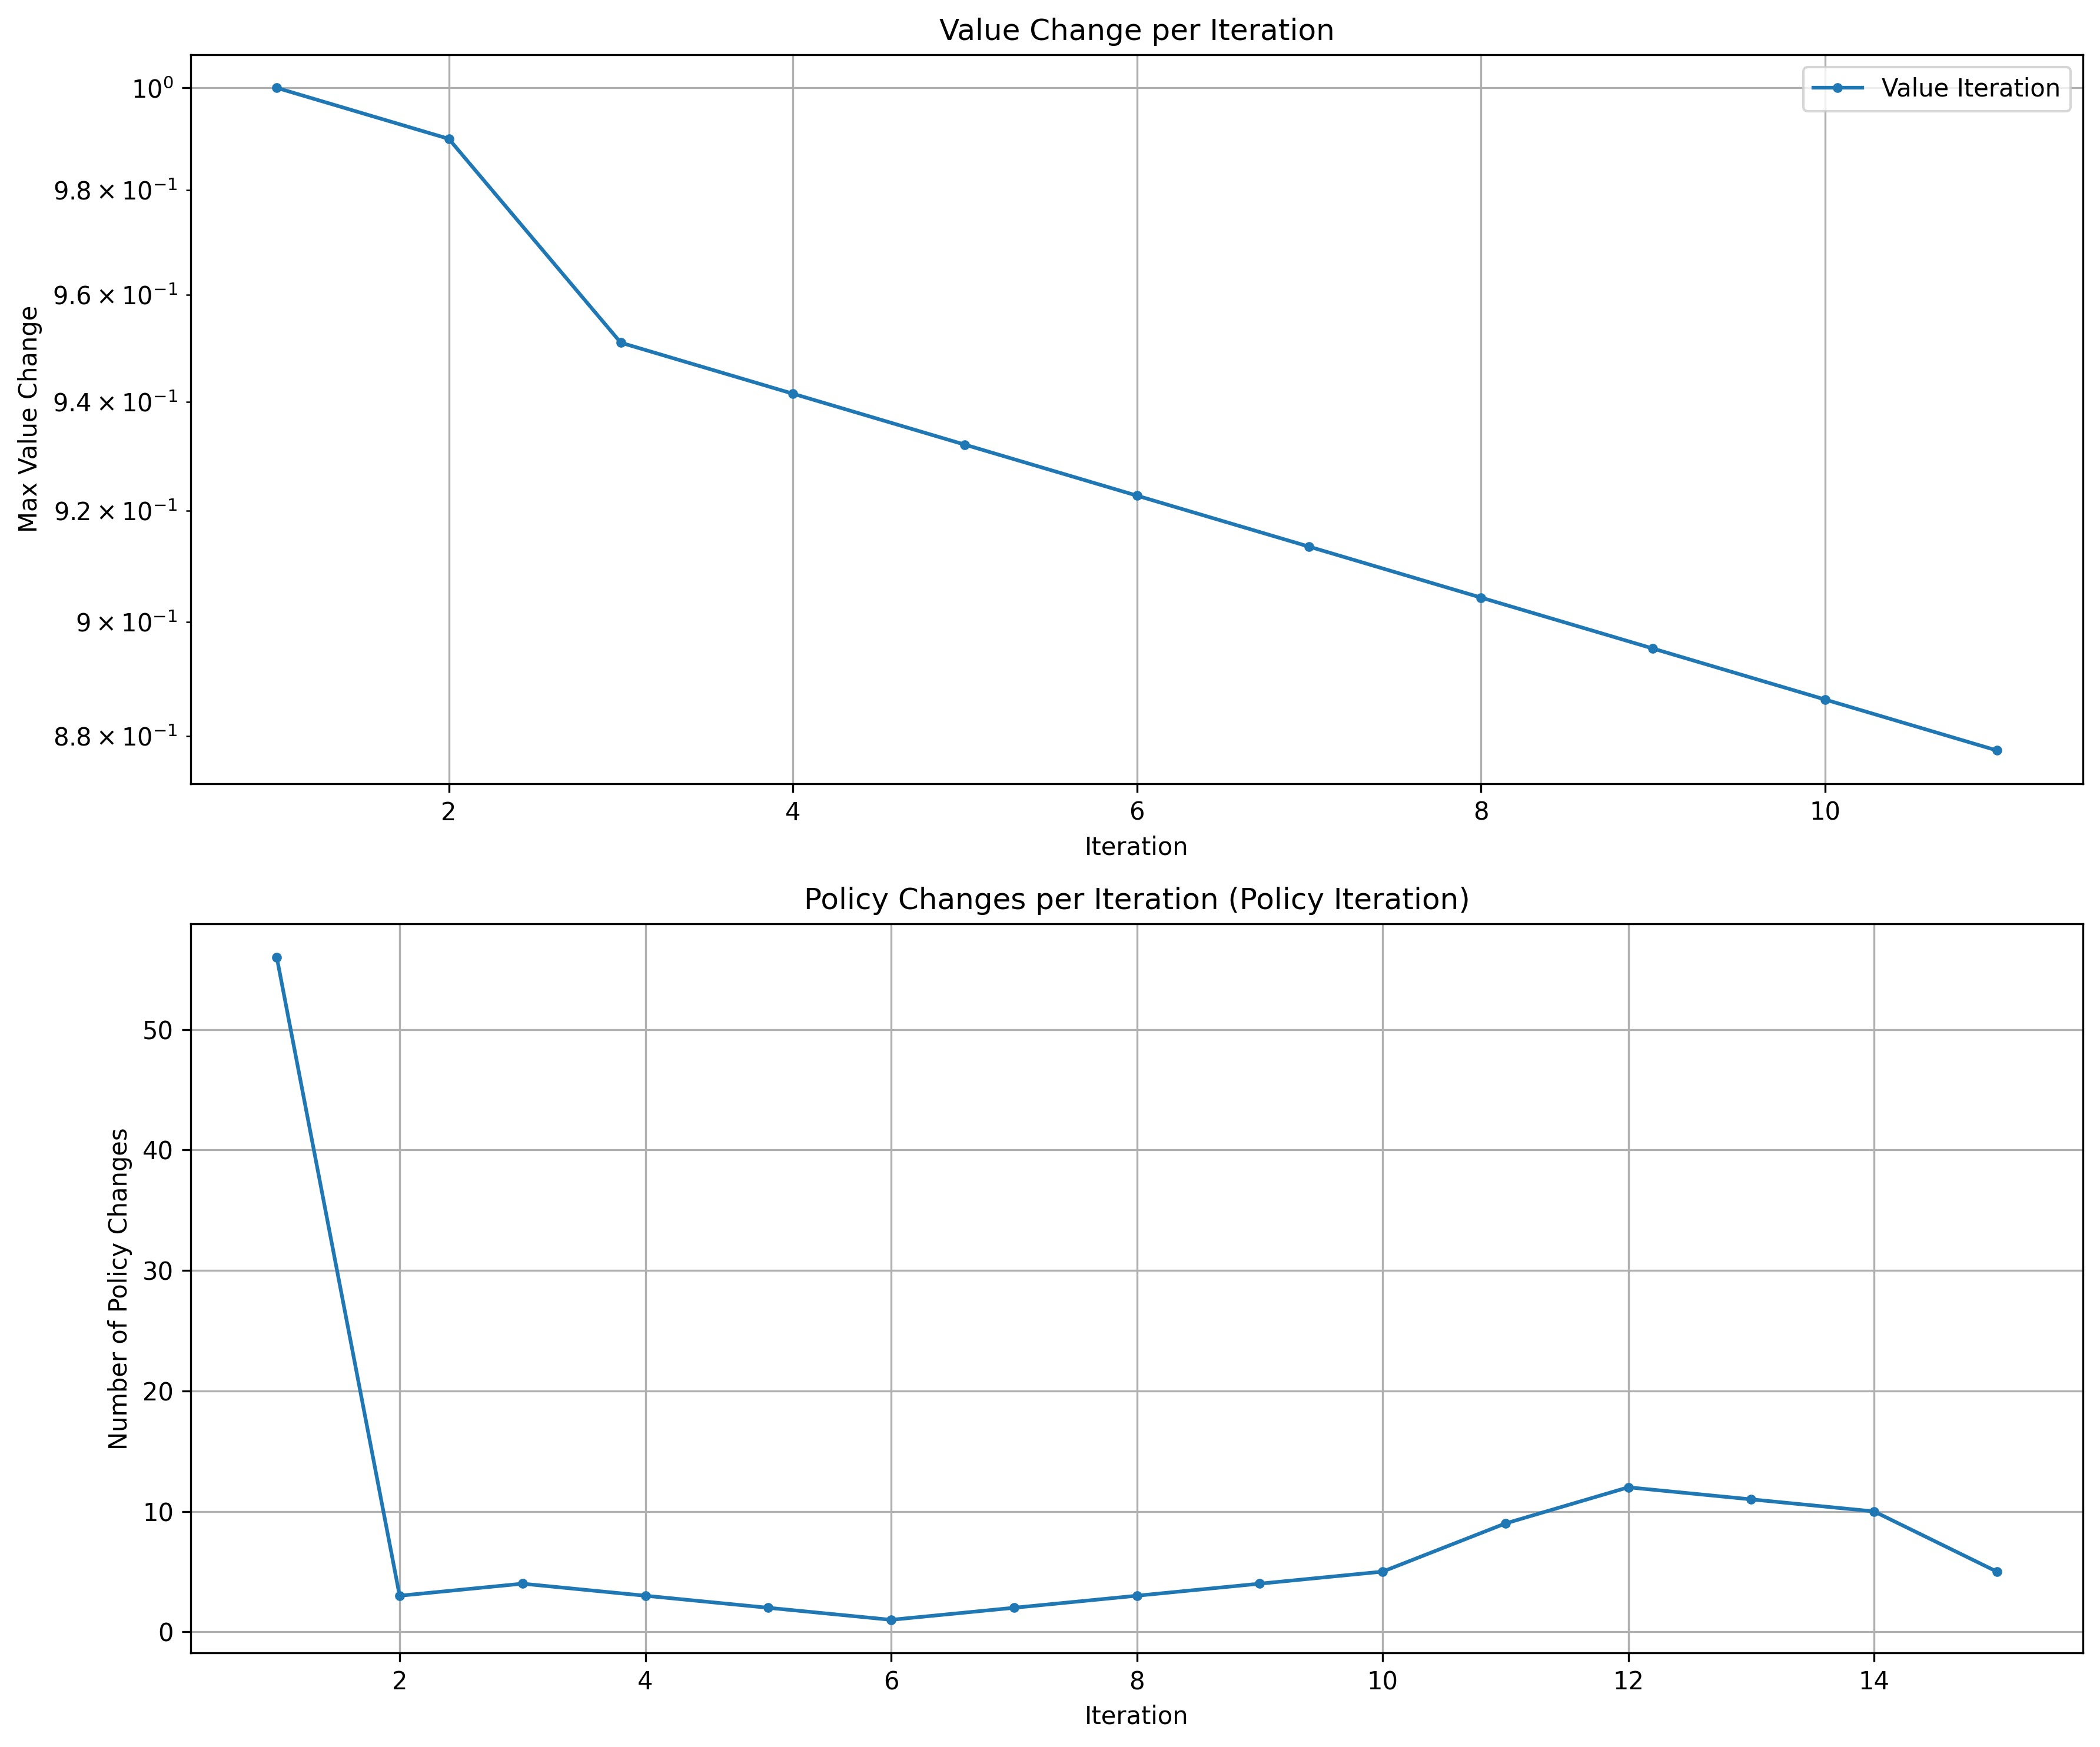 Value Change per Iteration
10⁰
9.8 × 10⁻¹
9.6 × 10⁻¹
9.4 × 10⁻¹
9.2 × 10⁻¹
9 × 10⁻¹
8.8 × 10⁻¹
Max Value Change
Value Iteration
2 4 6 8 10
Iteration
Policy Changes per Iteration (Policy Iteration)
50
40
30
20
10
0
Number of Policy Changes
2 4 6 8 10 12 14
Iteration